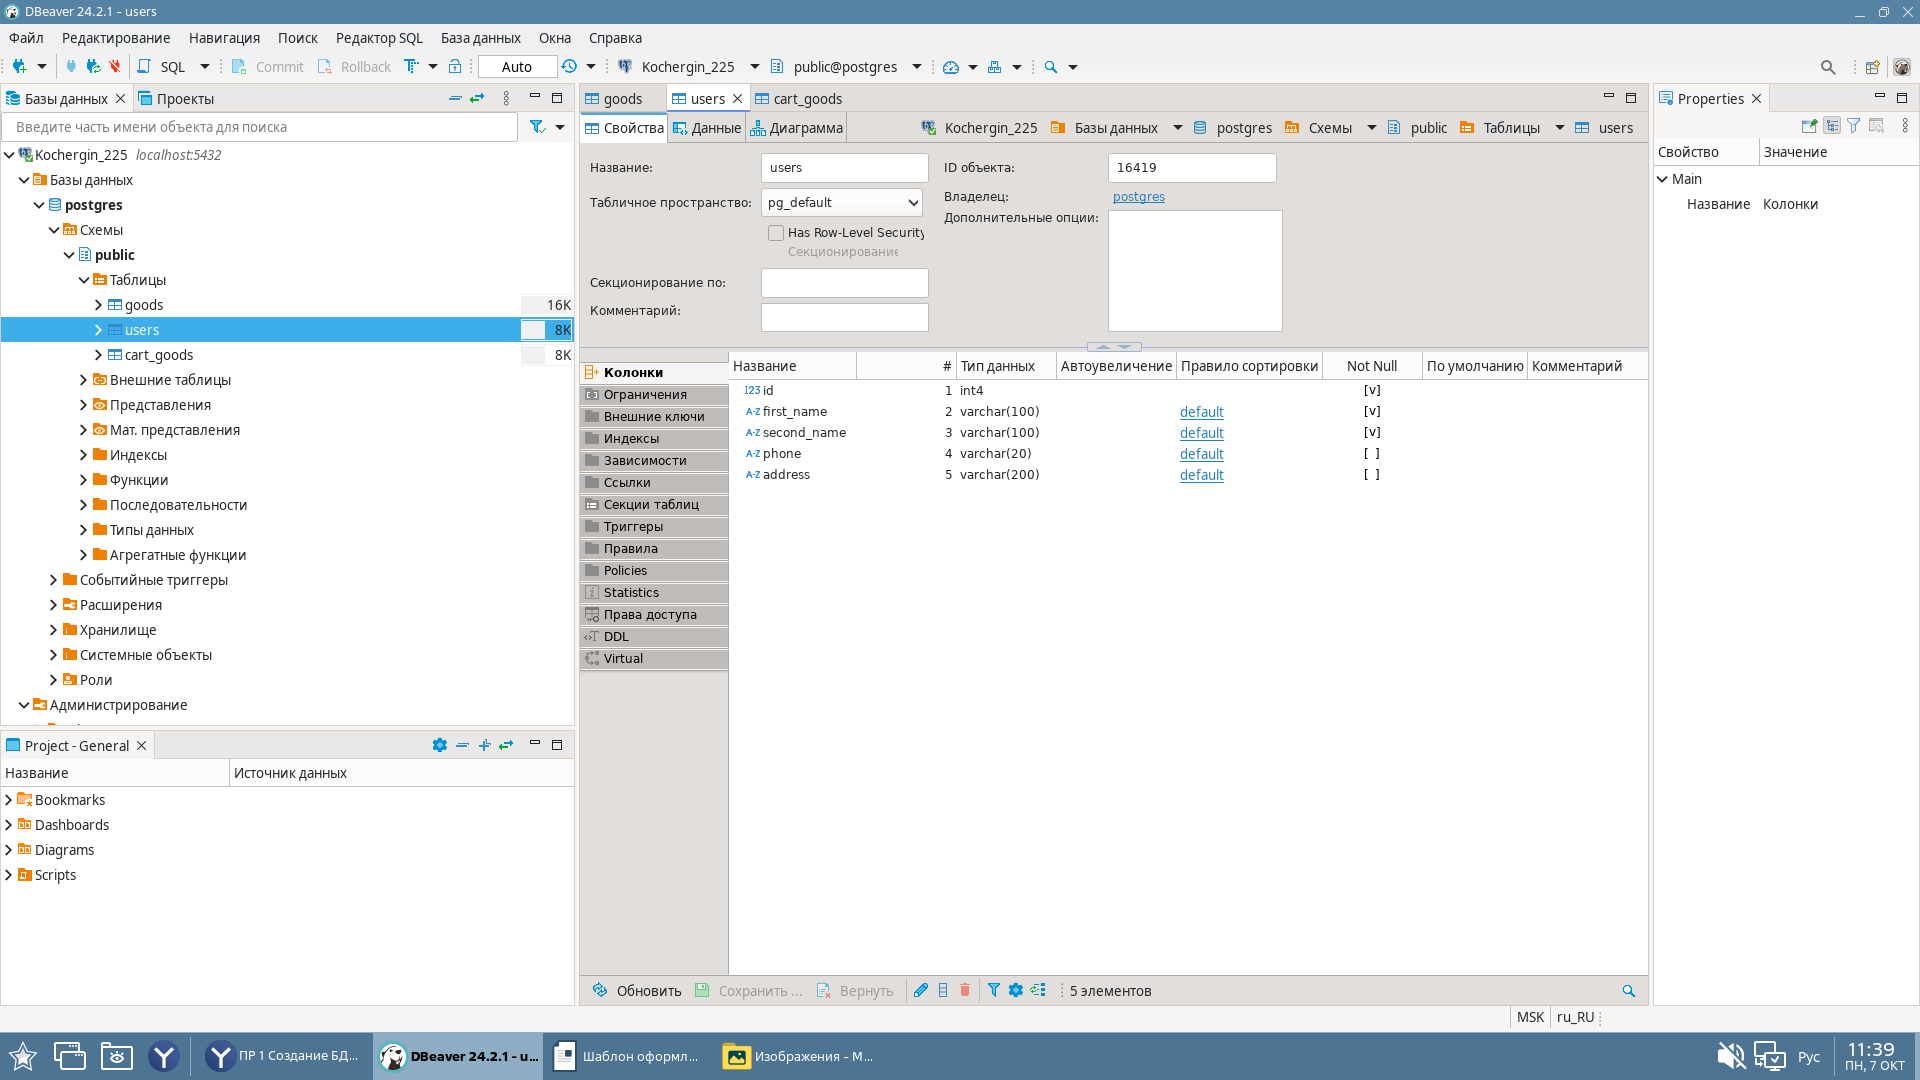 DBeaver 24.2.1 – users
Файл Редактирование Навигация Поиск Редактор SQL База данных Окна Справка
SQL Commit Rollback Auto Kochergin_225 public@postgres
Базы данных Проекты
Введите часть имени объекта для поиска
Kochergin_225 localhost:5432
Базы данных
postgres
Схемы
public
Таблицы
goods 16K
users 8K
cart_goods 8K
Внешние таблицы
Представления
Мат. представления
Индексы
Функции
Последовательности
Типы данных
Агрегатные функции
Событийные триггеры
Расширения
Хранилище
Системные объекты
Роли
Администрирование
Project - General
Название Источник данных
Bookmarks
Dashboards
Diagrams
Scripts
goods users cart_goods
Свойства Данные Диаграмма Kochergin_225 Базы данных postgres Схемы public Таблицы users
Название: users ID объекта: 16419
Табличное пространство: pg_default Владелец: postgres
Дополнительные опции:
Has Row-Level Security
Секционирование
Секционирование по:
Комментарий:
Колонки
Ограничения
Внешние ключи
Индексы
Зависимости
Ссылки
Секции таблиц
Триггеры
Правила
Policies
Statistics
Права доступа
DDL
Virtual
Название # Тип данных Автоувеличение Правило сортировки Not Null По умолчанию Комментарий
123 id 1 int4 [v]
A-Z first_name 2 varchar(100) default [v]
A-Z second_name 3 varchar(100) default [v]
A-Z phone 4 varchar(20) default [ ]
A-Z address 5 varchar(200) default [ ]
Обновить Сохранить ... Вернуть 5 элементов
Properties
Свойство Значение
Main
Название Колонки
MSK ru_RU
ПР 1 Создание БД... DBeaver 24.2.1 - u... Шаблон оформл... Изображения – М... Рус 11:39
ПН, 7 ОКТ